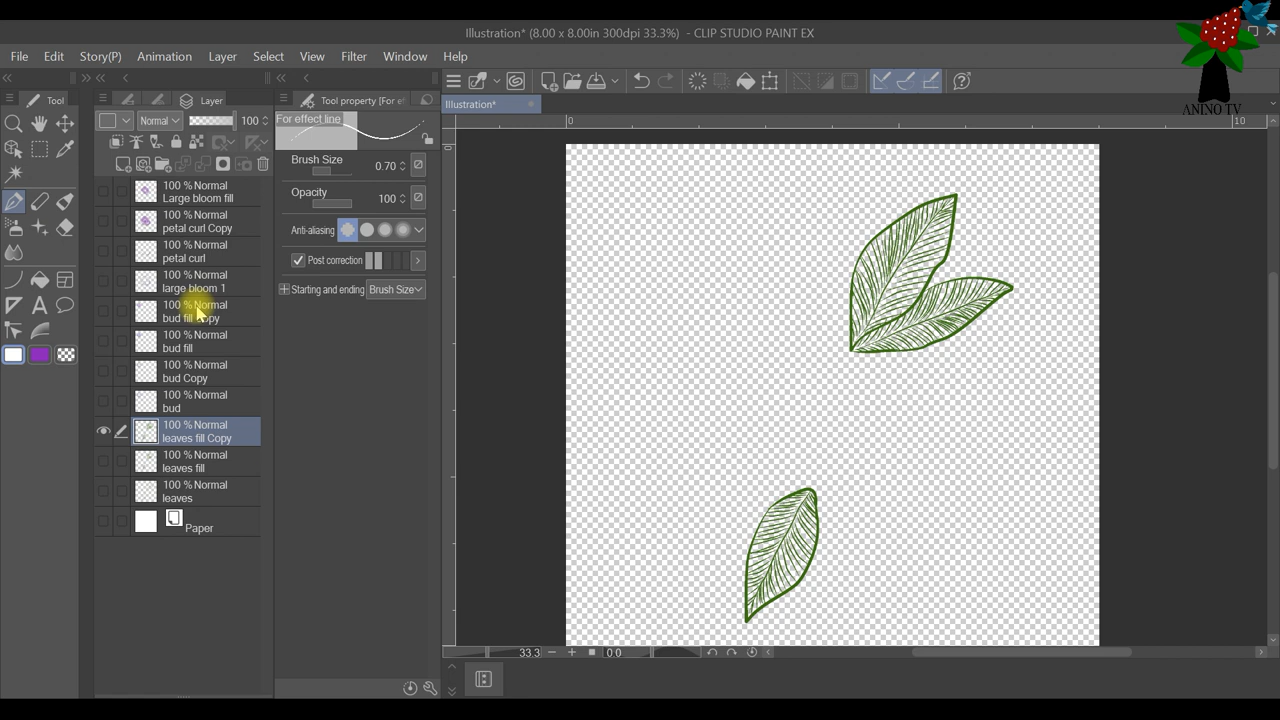 Illustration* (8.00 x 8.00in 300dpi 33.3%) - CLIP STUDIO PAINT EX
File Edit Story(P) Animation Layer Select View Filter Window Help
ANINO TV
Tool
Layer
Tool property [For ef
Illustration*
Normal
100
For effect line
0
10
Brush Size
0.70
Opacity
100
Anti-aliasing
Post correction
Starting and ending
Brush Size
100 %Normal
Large bloom fill
100 %Normal
petal curl Copy
100 %Normal
petal curl
100 %Normal
large bloom 1
100 %Normal
bud fill Copy
100 %Normal
bud fill
100 %Normal
bud Copy
100 %Normal
bud
100 %Normal
leaves fill Copy
100 %Normal
leaves fill
100 %Normal
leaves
Paper
0
33.3
0.0